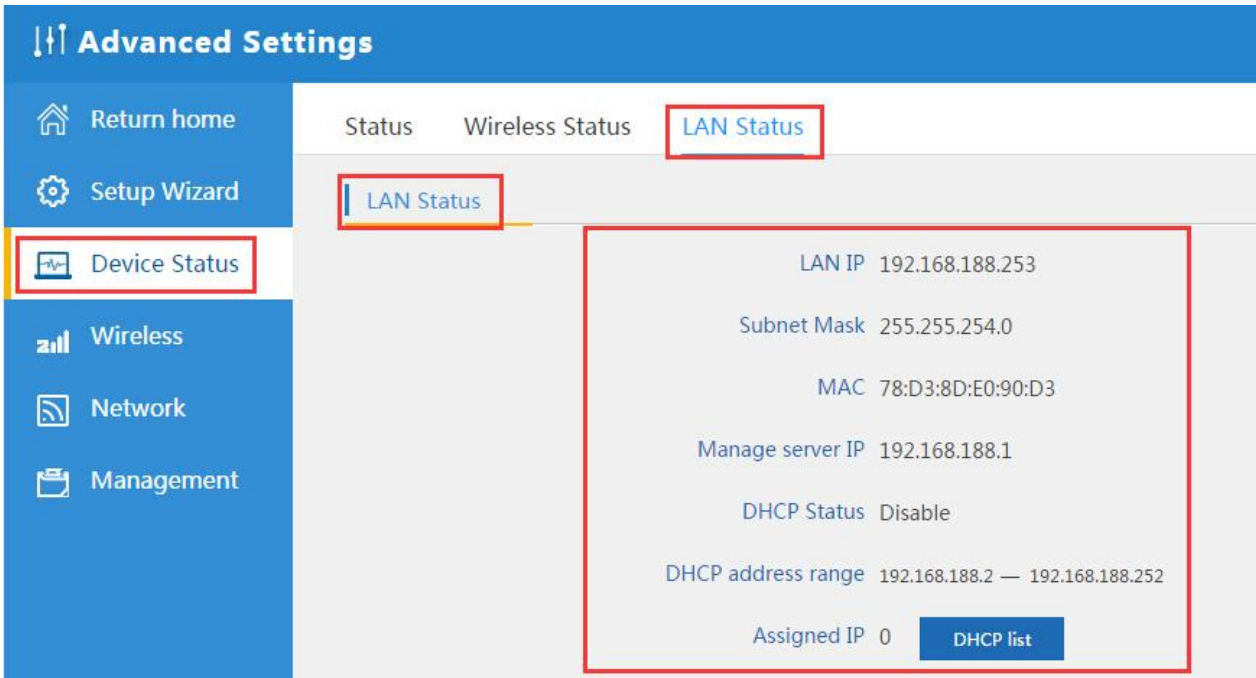 Advanced Settings
Return home
Setup Wizard
Device Status
Wireless
Network
Management
Status Wireless Status LAN Status
LAN Status
LAN IP 192.168.188.253
Subnet Mask 255.255.254.0
MAC 78:D3:8D:E0:90:D3
Manage server IP 192.168.188.1
DHCP Status Disable
DHCP address range 192.168.188.2 — 192.168.188.252
Assigned IP 0 DHCP list